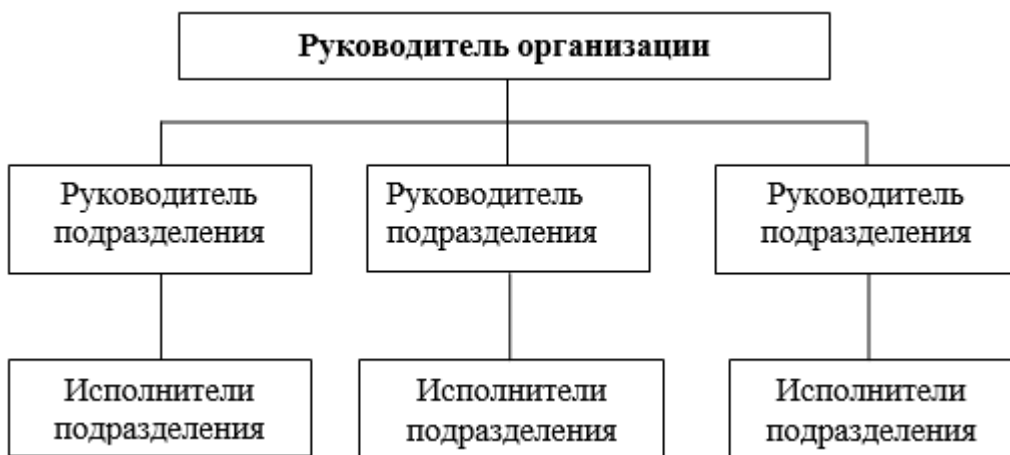 Руководитель организации
Руководитель
подразделения
Руководитель
подразделения
Руководитель
подразделения
Исполнители
подразделения
Исполнители
подразделения
Исполнители
подразделения